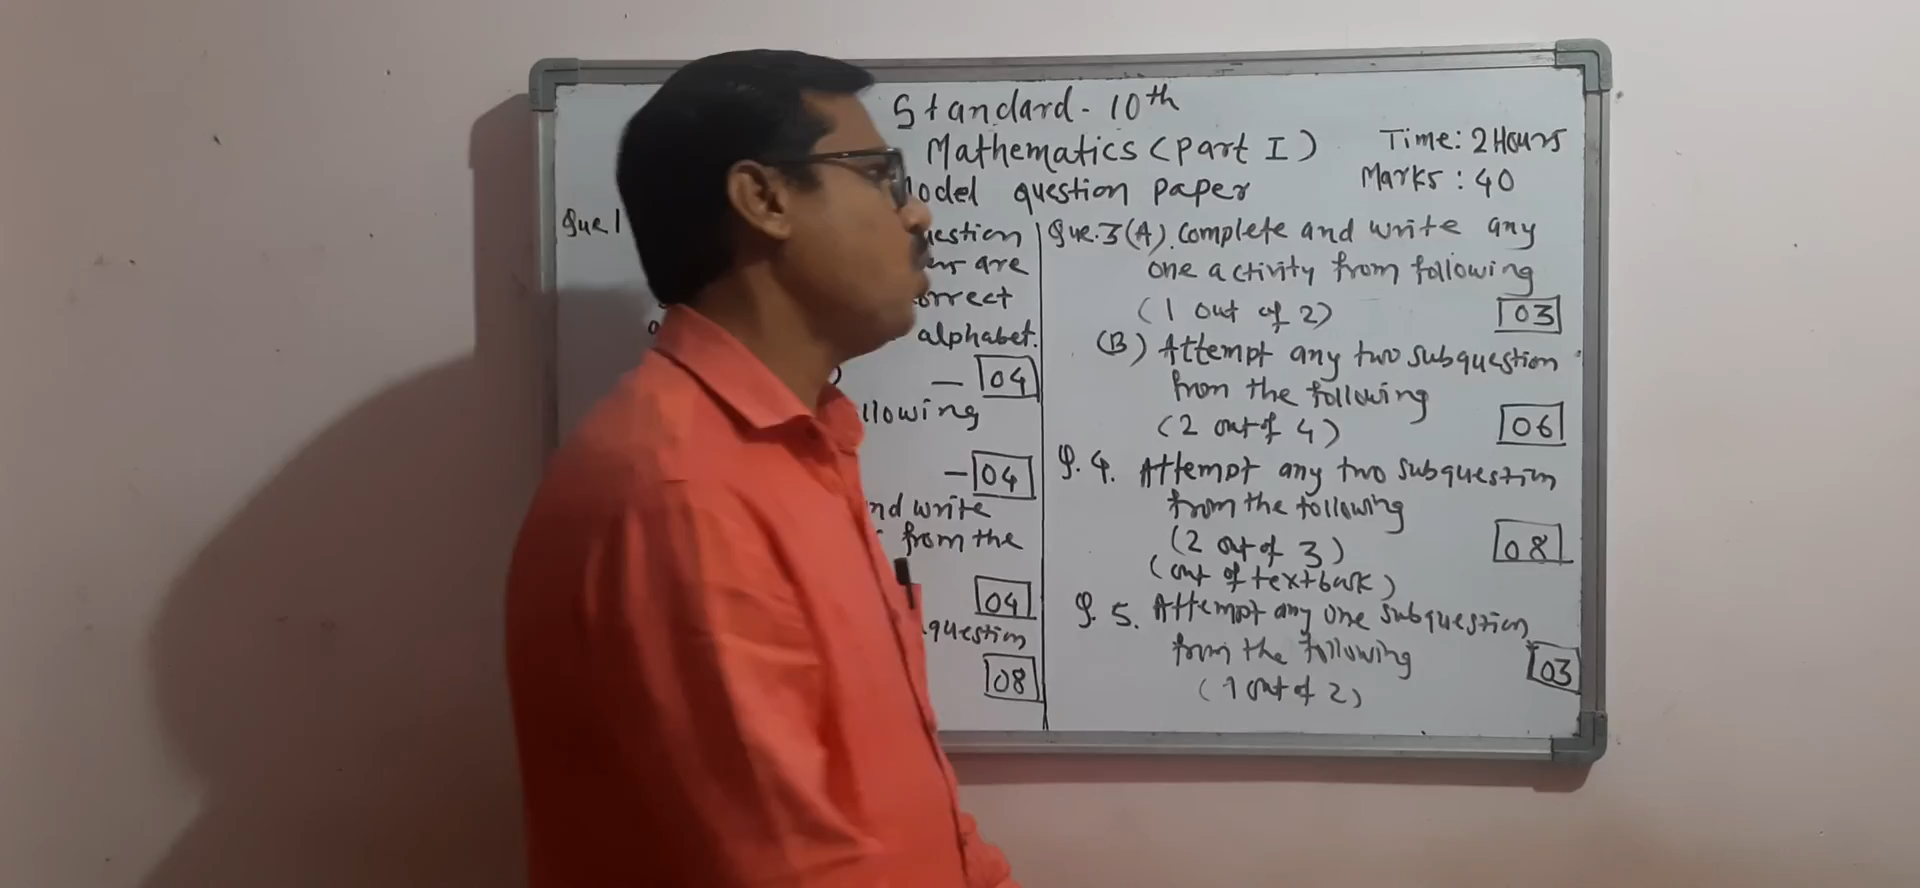 Standard - 10th
Mathematics (Part I)
Model question paper
Time: 2 Hours
Marks: 40
Que 1
question
are
correct
alphabet.
— 04
following
— 04
and write
from the
04
question
08
Que. 3 (A). Complete and write any
one activity from following
(1 out of 2)
03
(B) Attempt any two subquestion
from the following
(2 out of 4)
06
Q. 4. Attempt any two subquestion
from the following
(2 out of 3)
(out of textbook)
08
Q. 5. Attempt any one subquestion
from the following
(1 out of 2)
03